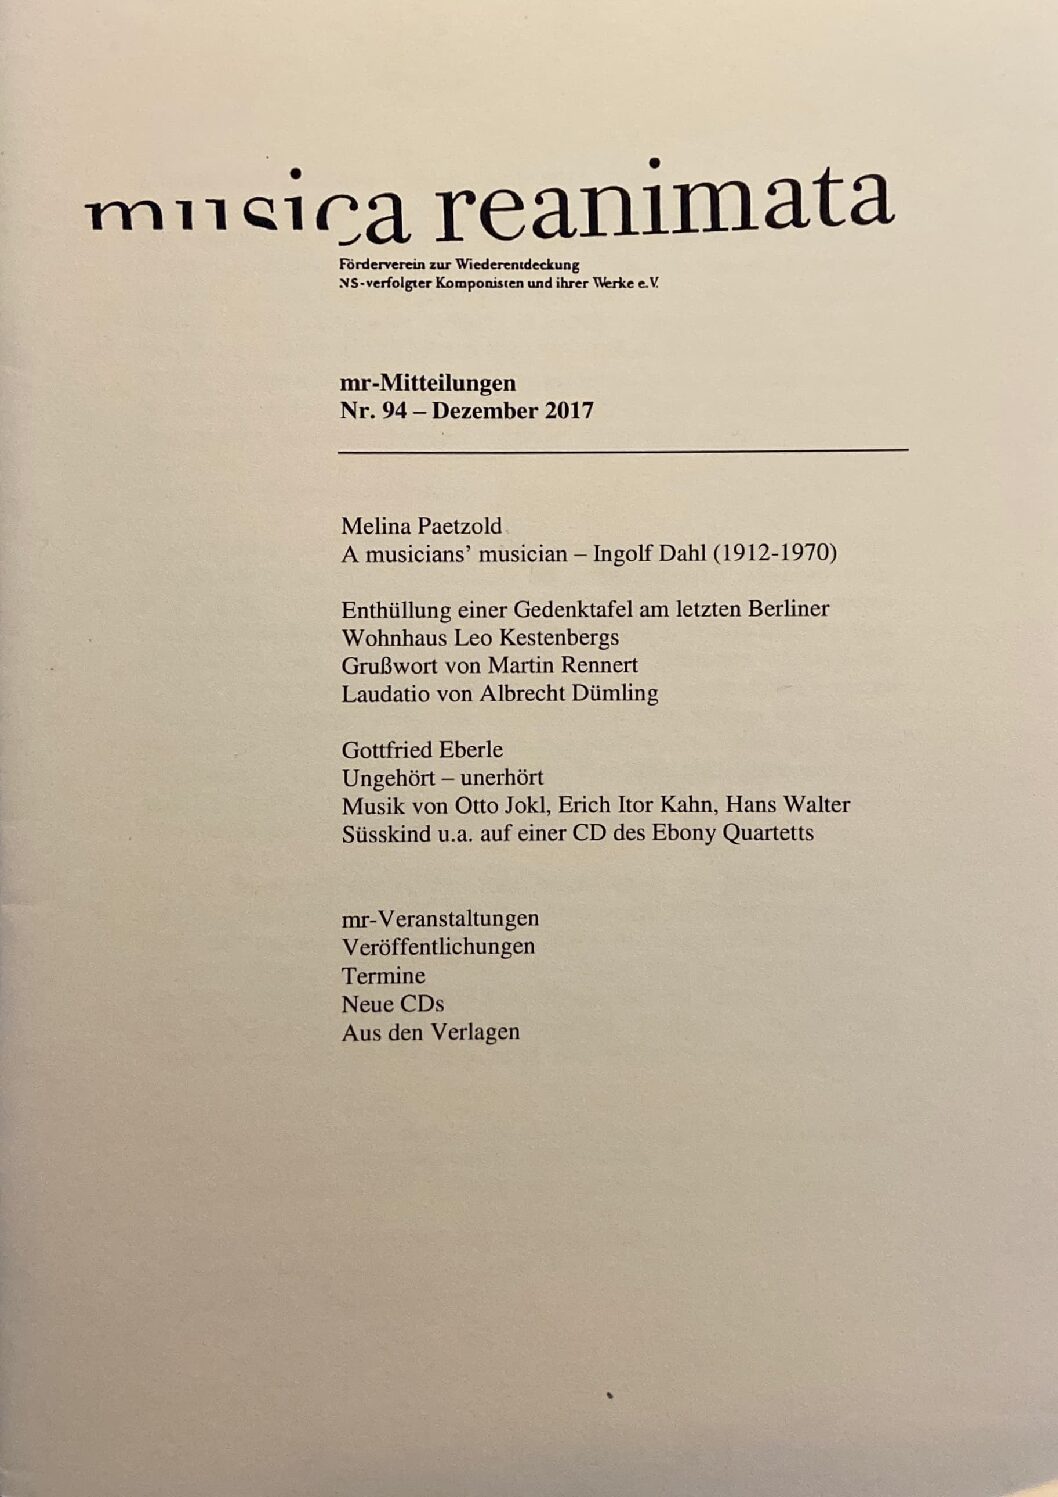 musica reanimata
Förderverein zur Wiederentdeckung
NS-verfolgter Komponisten und ihrer Werke e.V.
mr-Mitteilungen
Nr. 94 – Dezember 2017
Melina Paetzold
A musicians’ musician – Ingolf Dahl (1912-1970)
Enthüllung einer Gedenktafel am letzten Berliner
Wohnhaus Leo Kestenbergs
Grußwort von Martin Rennert
Laudatio von Albrecht Dümling
Gottfried Eberle
Ungehört – unerhört
Musik von Otto Jokl, Erich Itor Kahn, Hans Walter
Süsskind u.a. auf einer CD des Ebony Quartetts
mr-Veranstaltungen
Veröffentlichungen
Termine
Neue CDs
Aus den Verlagen